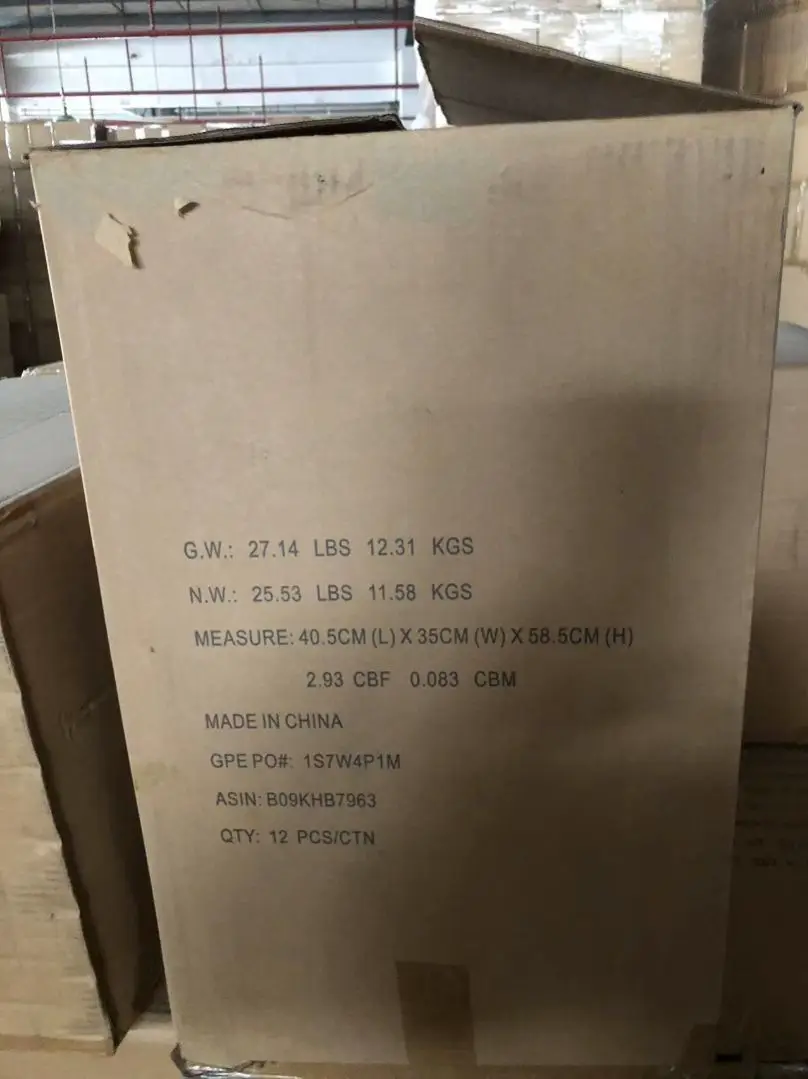 G.W.: 27.14 LBS 12.31 KGS
N.W.: 25.53 LBS 11.58 KGS
MEASURE: 40.5CM (L) X 35CM (W) X 58.5CM (H)
2.93 CBF 0.083 CBM
MADE IN CHINA
GPE PO#: 1S7W4P1M
ASIN: B09KHB7963
QTY: 12 PCS/CTN